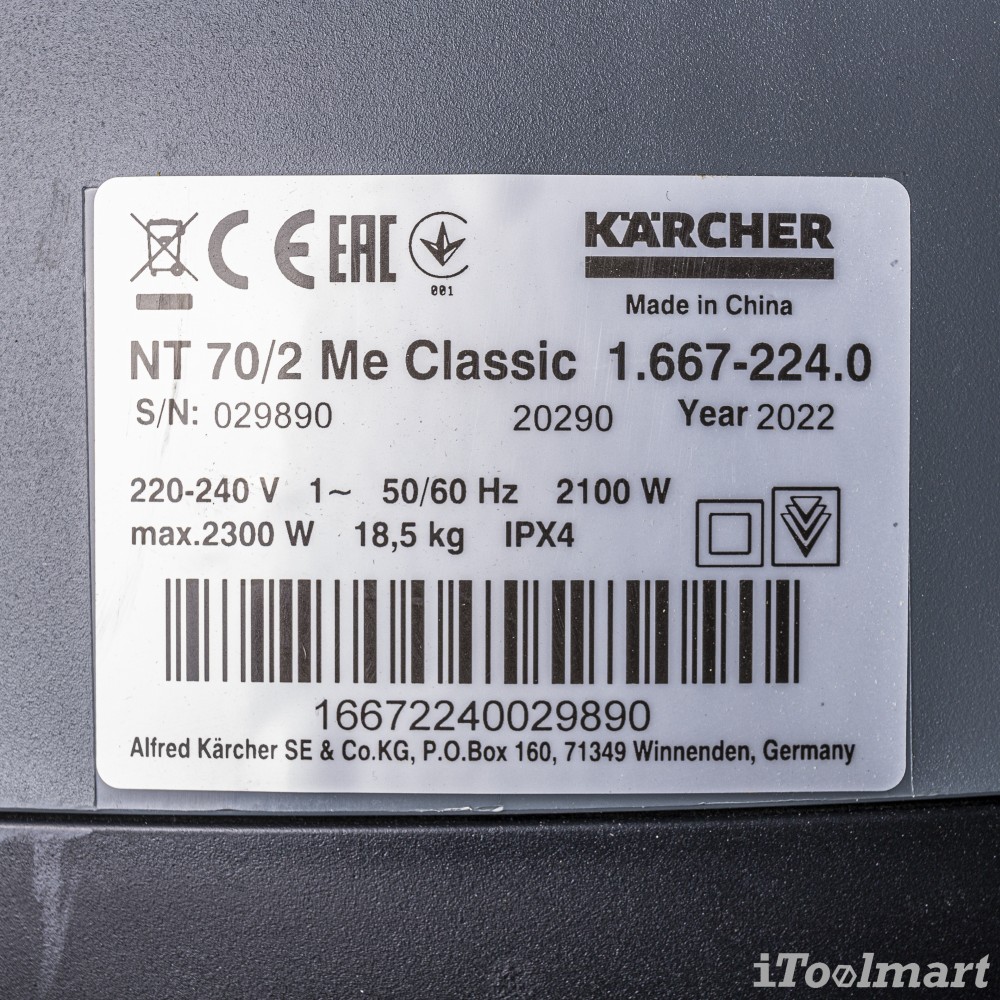 CE EAC
001
KÄRCHER
Made in China
NT 70/2 Me Classic 1.667-224.0
S/N: 029890 20290 Year 2022
220-240 V 1~ 50/60 Hz 2100 W
max.2300 W 18,5 kg IPX4
16672240029890
Alfred Kärcher SE & Co.KG, P.O.Box 160, 71349 Winnenden, Germany
iToolmart